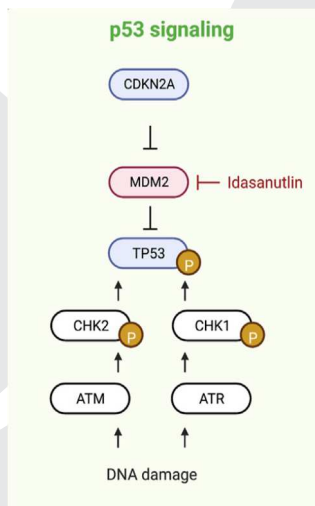 p53 signaling
CDKN2A
MDM2
Idasanutlin
TP53
P
CHK2
P
CHK1
P
ATM
ATR
DNA damage